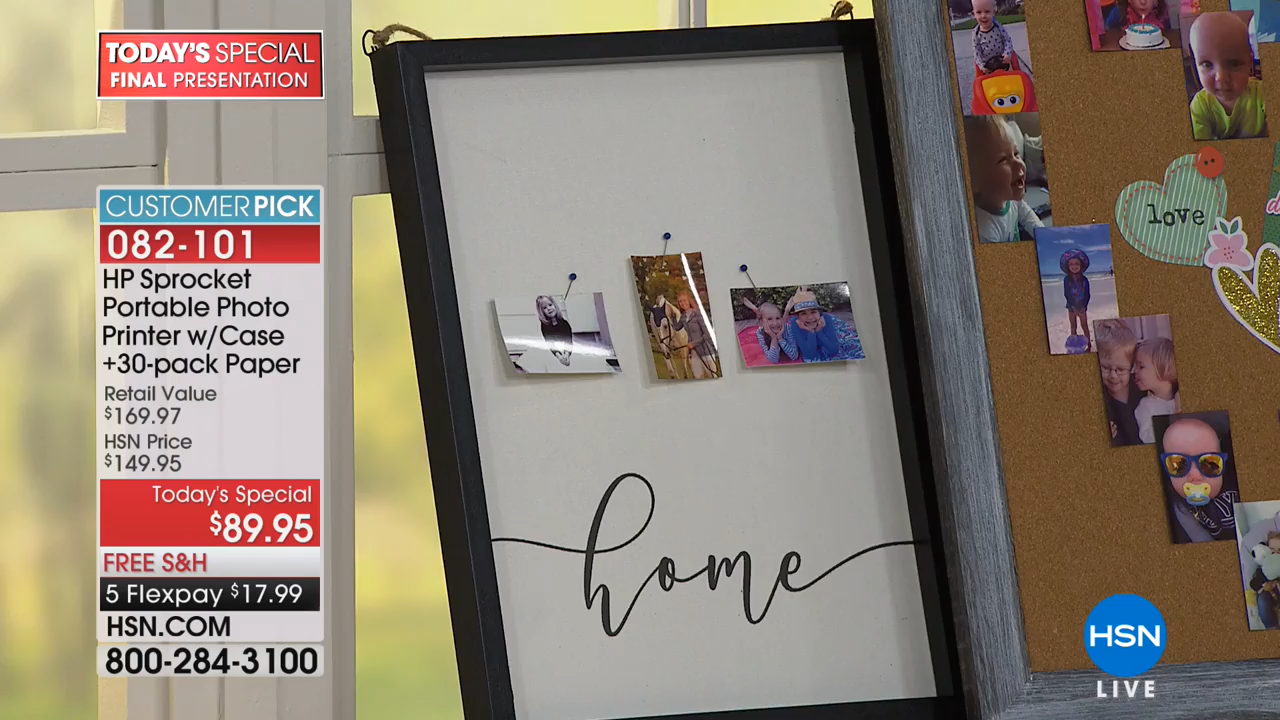 TODAY'S SPECIAL
FINAL PRESENTATION
CUSTOMER PICK
082-101
HP Sprocket
Portable Photo
Printer w/Case
+30-pack Paper
Retail Value
$169.97
HSN Price
$149.95
Today's Special
$89.95
FREE S&H
5 Flexpay $17.99
HSN.COM
800-284-3100
home
love
HSN
LIVE